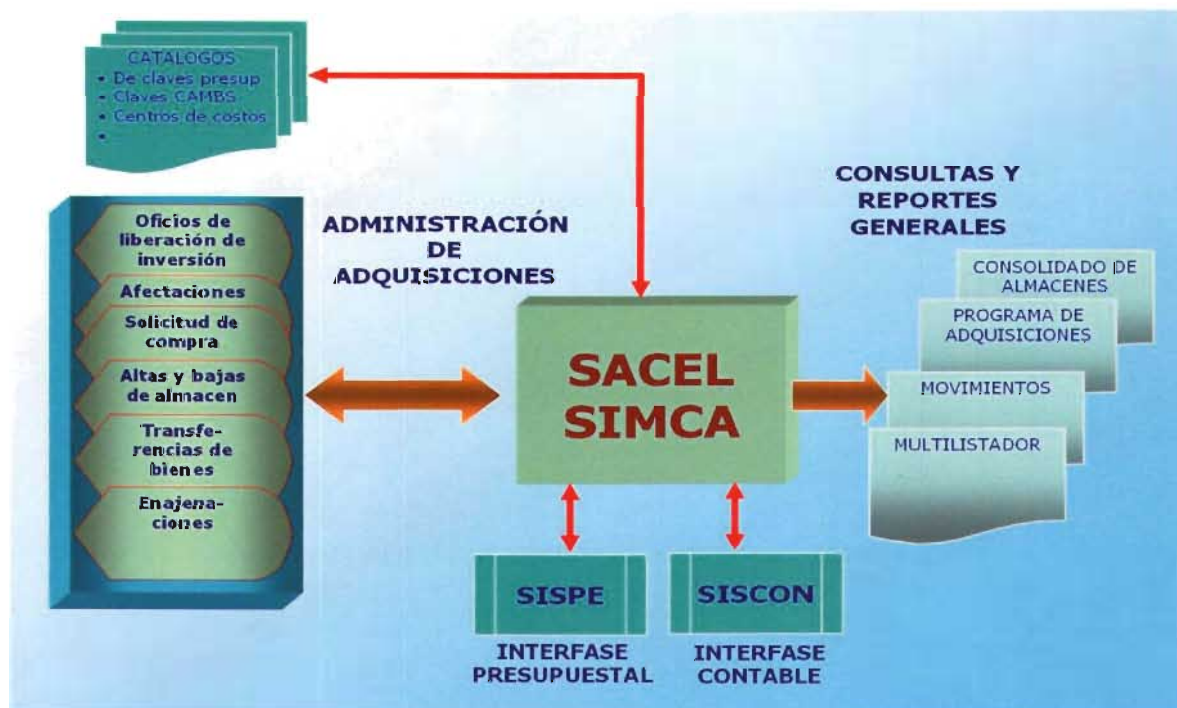 CATALOGOS
• De claves presup
• Claves CAMBS
• Centros de costos
•
Oficios de
liberación de
inversión
Afectaciones
Solicitud de
compra
Altas y bajas
de almacen
Transfe-
rencias de
bienes
Enajena-
ciones
ADMINISTRACIÓN
DE
ADQUISICIONES
SACEL
SIMCA
SISPE
INTERFASE
PRESUPUESTAL
SISCON
INTERFASE
CONTABLE
CONSULTAS Y
REPORTES
GENERALES
CONSOLIDADO DE
ALMACENES
PROGRAMA DE
ADQUISICIONES
MOVIMIENTOS
MULTILISTADOR